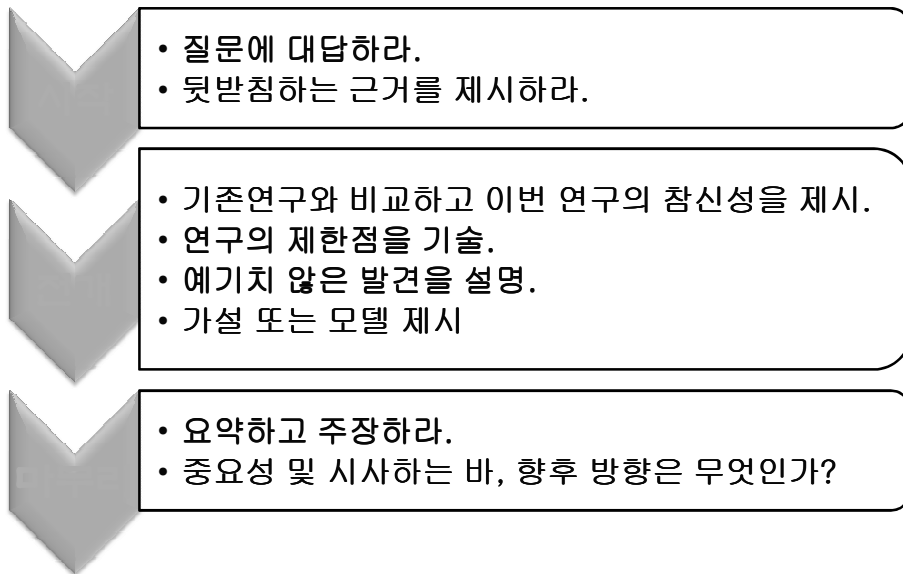 • 질문에 대답하라.
• 뒷받침하는 근거를 제시하라.
• 기존연구와 비교하고 이번 연구의 참신성을 제시.
• 연구의 제한점을 기술.
• 예기치 않은 발견을 설명.
• 가설 또는 모델 제시
• 요약하고 주장하라.
• 중요성 및 시사하는 바, 향후 방향은 무엇인가?